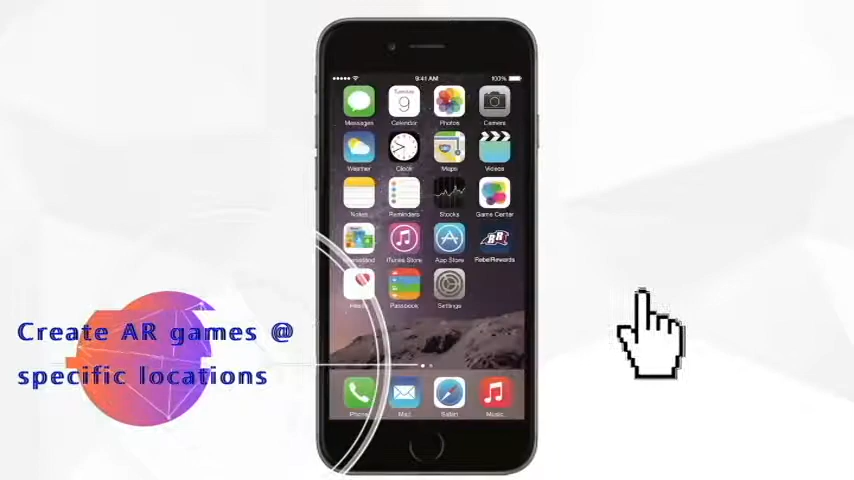 9:41 AM
100%
Messages
Calendar
Photos
Camera
9
Weather
Clock
Maps
Videos
Notes
Reminders
Stocks
Game Center
iTunes Store
App Store
RebelRewards
Passbook
Settings
Create AR games @
specific locations
Phone
Mail
Safari
Music